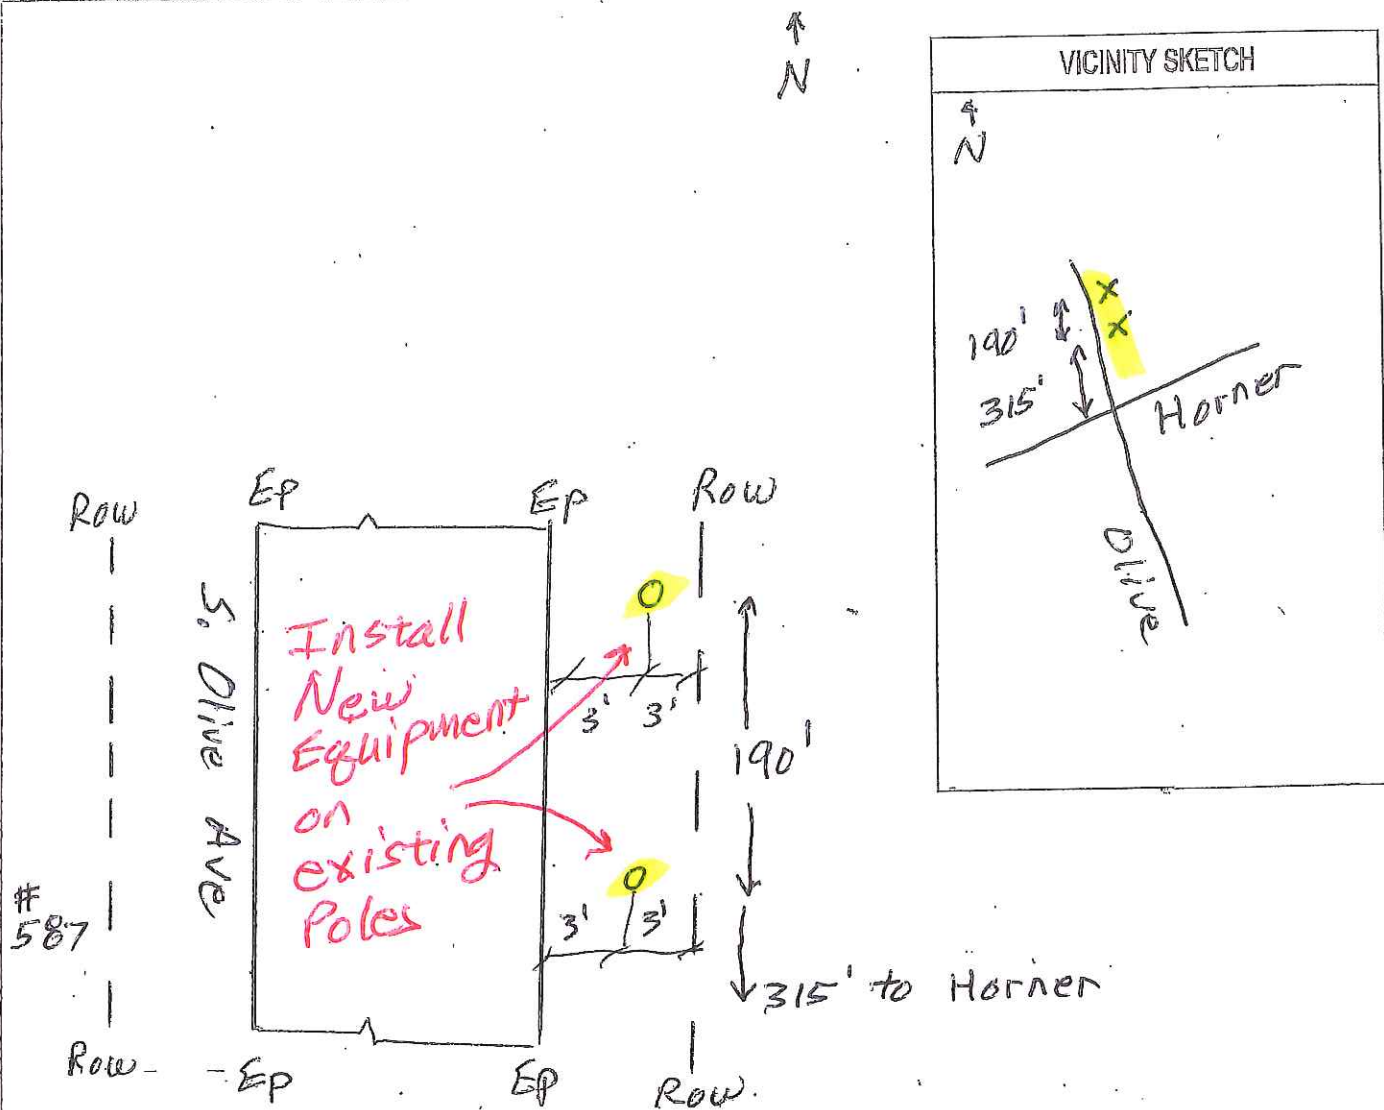 N
VICINITY SKETCH
N
190'
315'
Horner
Olive
Row
Ep
Ep
Row
S. Olive Ave
Install
New
Equipment
on
existing
Poles
3' 3'
190'
3' 3'
# 587
315' to Horner
Row
Ep
Ep
Row